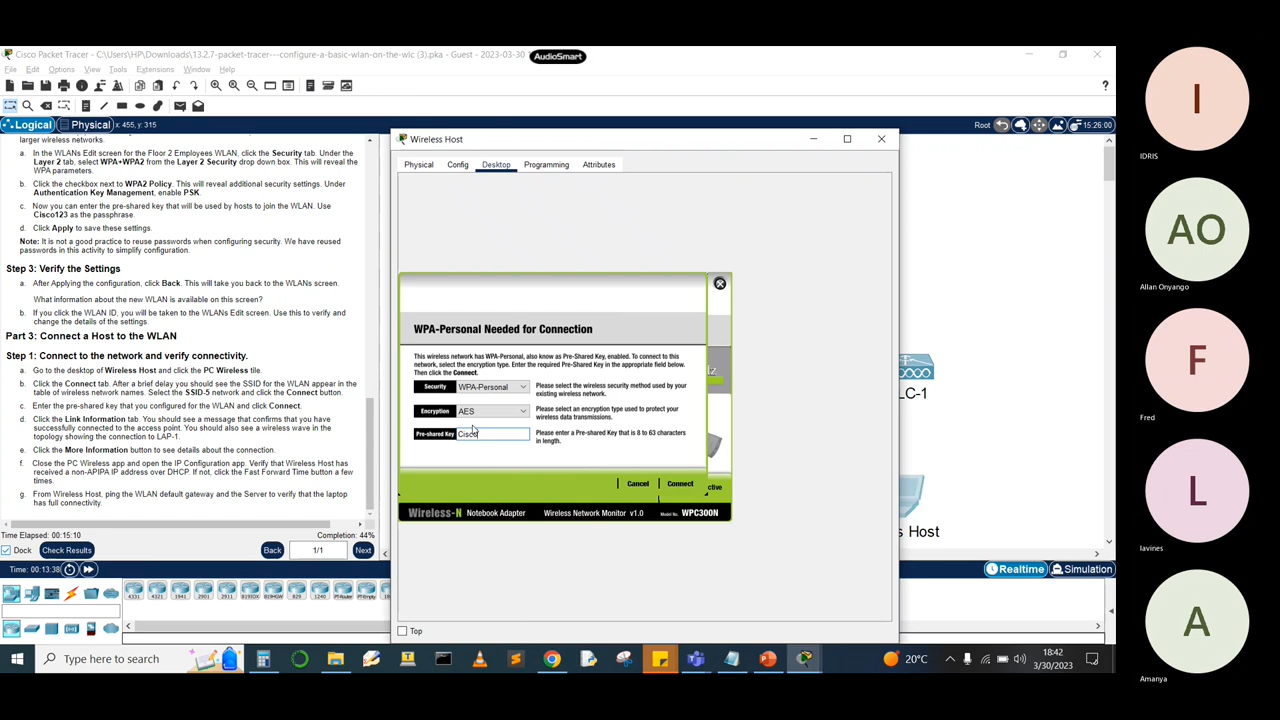 Cisco Packet Tracer - C:\Users\HP\Downloads\13.2.7-packet-tracer---configure-a-basic-wlan-on-the-wlc (3).pka - Guest - 2023-03-30
AudioSmart
File Edit Options View Tools Extensions Window Help
Logical Physical x: 455, y: 315
Root 15:26:00
larger wireless networks.
a. In the WLANs Edit screen for the Floor 2 Employees WLAN, click the Security tab. Under the
Layer 2 tab, select WPA+WPA2 from the Layer 2 Security drop down box. This will reveal the
WPA parameters.
b. Click the checkbox next to WPA2 Policy. This will reveal additional security settings. Under
Authentication Key Management, enable PSK.
c. Now you can enter the pre-shared key that will be used by hosts to join the WLAN. Use
Cisco123 as the passphrase.
d. Click Apply to save these settings.
Note: It is not a good practice to reuse passwords when configuring security. We have reused
passwords in this activity to simplify configuration.
Step 3: Verify the Settings
a. After Applying the configuration, click Back. This will take you back to the WLANs screen.
What information about the new WLAN is available on this screen?
b. If you click the WLAN ID, you will be taken to the WLANs Edit screen. Use this to verify and
change the details of the settings.
Part 3: Connect a Host to the WLAN
Step 1: Connect to the network and verify connectivity.
a. Go to the desktop of Wireless Host and click the PC Wireless tile.
b. Click the Connect tab. After a brief delay you should see the SSID for the WLAN appear in the
table of wireless network names. Select the SSID-5 network and click the Connect button.
c. Enter the pre-shared key that you configured for the WLAN and click Connect.
d. Click the Link Information tab. You should see a message that confirms that you have
successfully connected to the access point. You should also see a wireless wave in the
topology showing the connection to LAP-1.
e. Click the More Information button to see details about the connection.
f. Close the PC Wireless app and open the IP Configuration app. Verify that Wireless Host has
received a non-APIPA IP address over DHCP. If not, click the Fast Forward Time button a few
times.
g. From Wireless Host, ping the WLAN default gateway and the Server to verify that the laptop
has full connectivity.
Time Elapsed: 00:15:10 Completion: 44%
Dock Check Results Back 1/1 Next
Time: 00:13:38
Realtime Simulation
4331 4321 1941 2901 2911 819IOX 819HGW 829 1240 PT-Router PT-Empty
Wireless Host
Physical Config Desktop Programming Attributes
WPA-Personal Needed for Connection
This wireless network has WPA-Personal, also known as Pre-Shared Key, enabled. To connect to this
network, select the encryption type. Enter the required Pre-Shared Key in the appropriate field below.
Then click the Connect.
Security WPA-Personal Please select the wireless security method used by your
existing wireless network.
Encryption AES Please select an encryption type used to protect your
wireless data transmissions.
Pre-shared Key Cisco Please enter a Pre-shared Key that is 8 to 63 characters
in length.
Cancel Connect
ctive
Wireless-N Notebook Adapter Wireless Network Monitor v1.0 Model No. WPC300N
Top
LC-1
s Host
Type here to search
20°C
18:42
3/30/2023
I
IDRIS
AO
Allan Onyango
F
Fred
L
lavines
A
Amanya